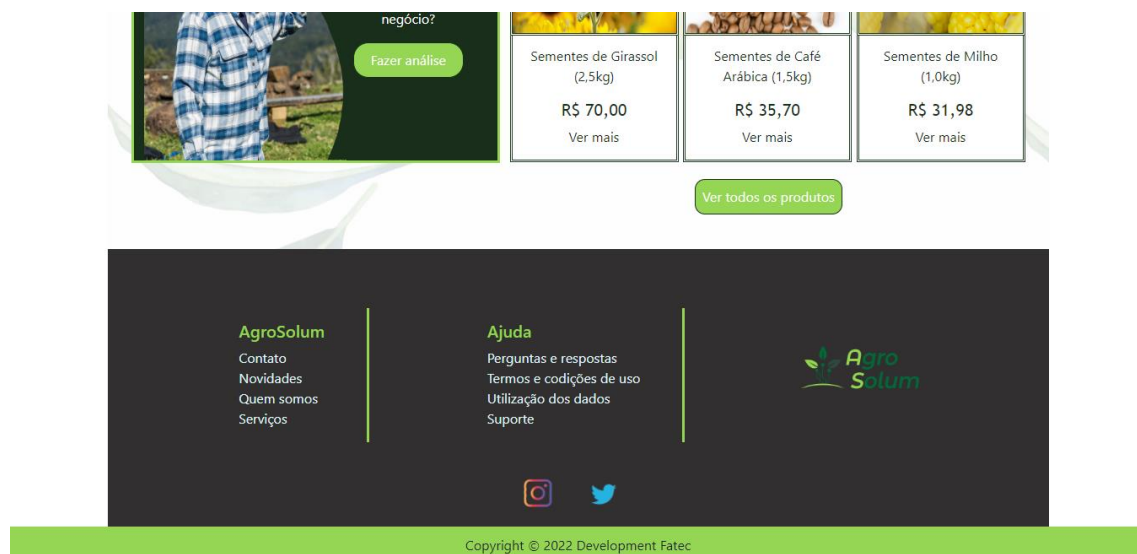 negócio?
Fazer análise
Sementes de Girassol
(2,5kg)
R$ 70,00
Ver mais
Sementes de Café
Arábica (1,5kg)
R$ 35,70
Ver mais
Sementes de Milho
(1,0kg)
R$ 31,98
Ver mais
Ver todos os produtos
AgroSolum
Contato
Novidades
Quem somos
Serviços
Ajuda
Perguntas e respostas
Termos e codições de uso
Utilização dos dados
Suporte
Agro
Solum
Copyright © 2022 Development Fatec